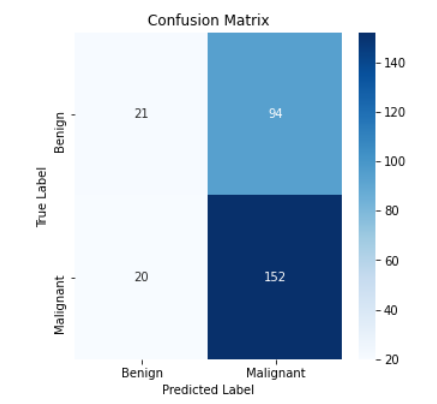 Confusion Matrix
True Label
Benign
21
94
Malignant
20
152
Benign
Malignant
Predicted Label
140
120
100
80
60
40
20